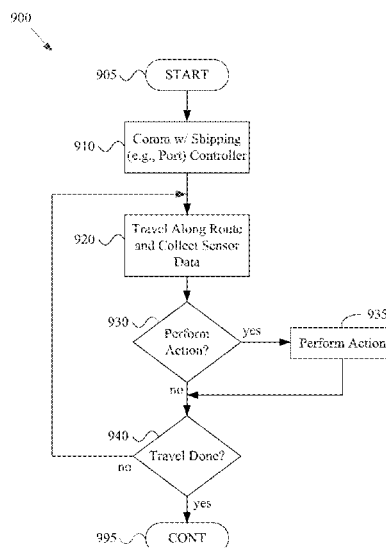 900
905
START
910
Comm w/ Shipping
(e.g., Port) Controller
920
Travel Along Route
and Collect Sensor
Data
930
Perform
Action?
yes
935
Perform Action
no
940
Travel Done?
no
yes
995
CONT